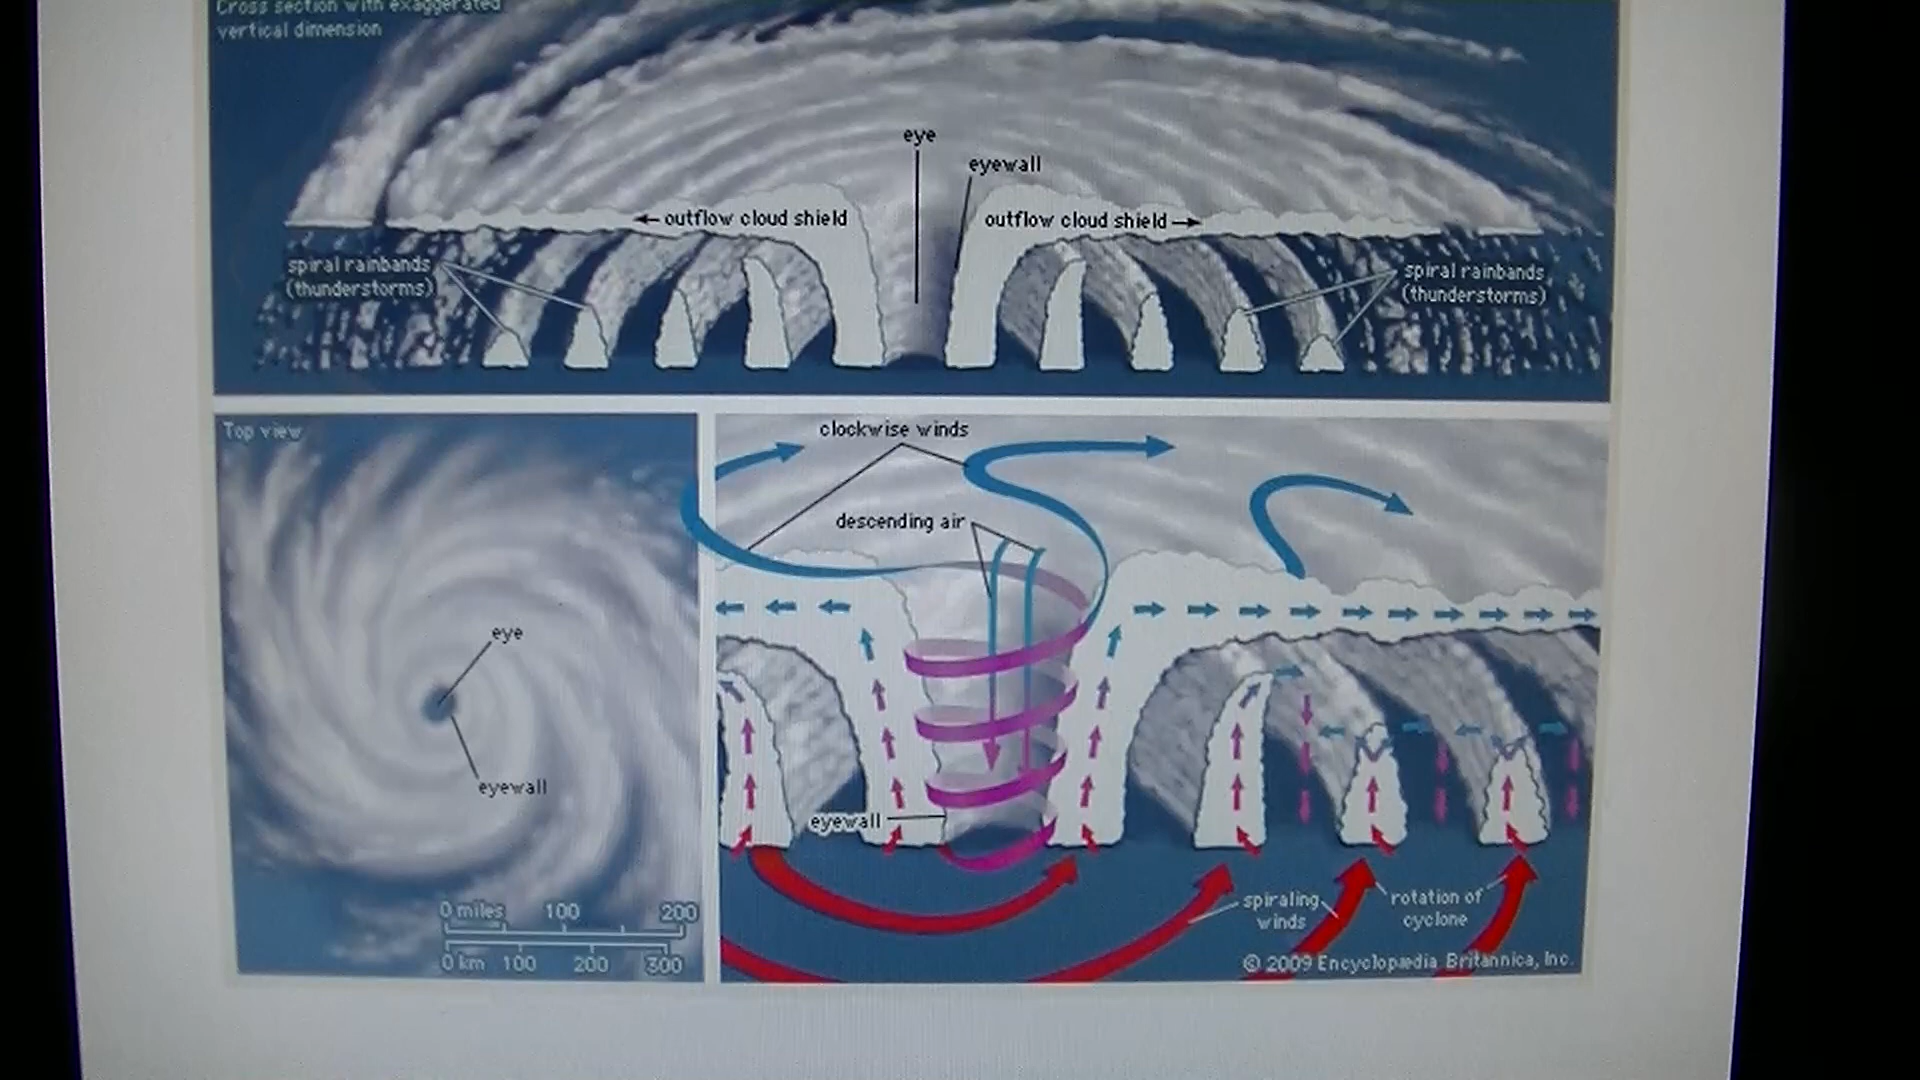 Cross section with exaggerated
vertical dimension
eye
eyewall
outflow cloud shield
outflow cloud shield
spiral rainbands
(thunderstorms)
spiral rainbands
(thunderstorms)
Top view
eye
eyewall
0 miles 100 200
0 km 100 200 300
clockwise winds
descending air
eyewall
spiraling
winds
rotation of
cyclone
© 2009 Encyclopædia Britannica, Inc.